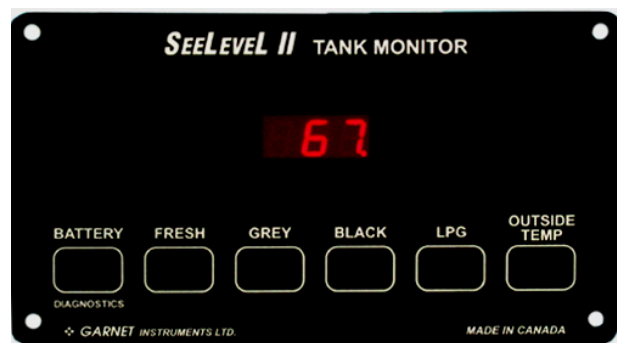 SEELEVEL II TANK MONITOR
67.
BATTERY FRESH GREY BLACK LPG OUTSIDE TEMP
DIAGNOSTICS
❖ GARNET INSTRUMENTS LTD. MADE IN CANADA